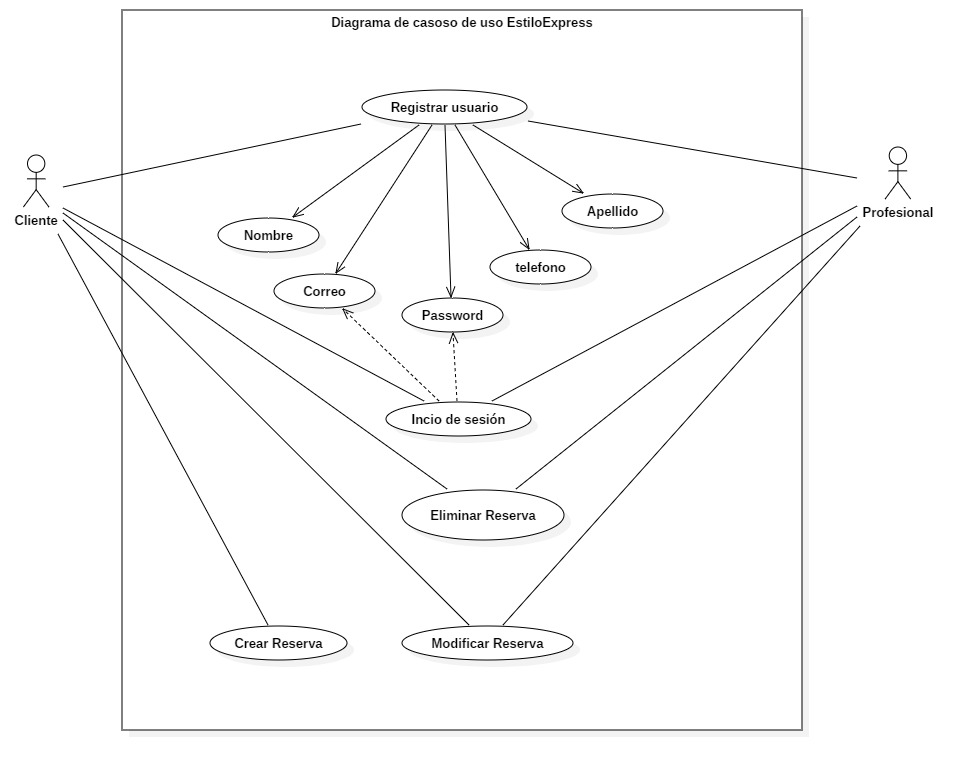 Diagrama de casoso de uso EstiloExpress
Registrar usuario
Cliente
Profesional
Apellido
Nombre
telefono
Correo
Password
Incio de sesión
Eliminar Reserva
Crear Reserva
Modificar Reserva